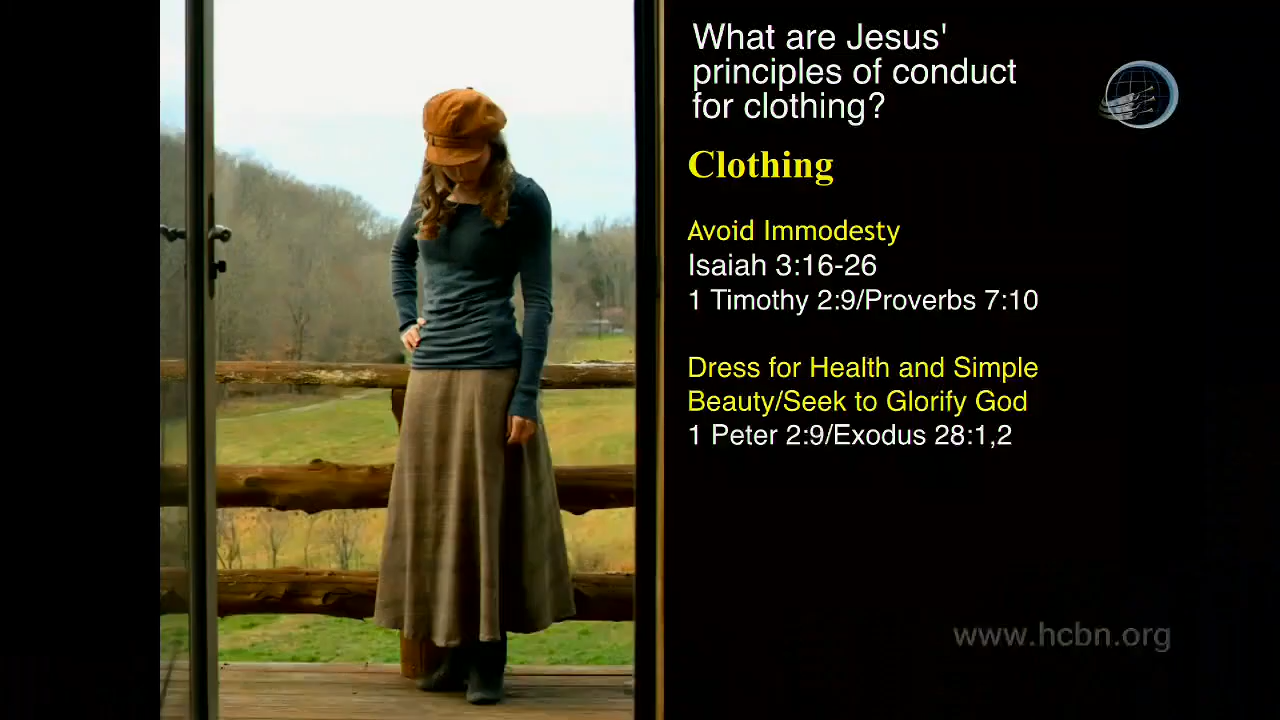 What are Jesus'
principles of conduct
for clothing?
Clothing
Avoid Immodesty
Isaiah 3:16-26
1 Timothy 2:9/Proverbs 7:10
Dress for Health and Simple
Beauty/Seek to Glorify God
1 Peter 2:9/Exodus 28:1,2
www.hcbn.org